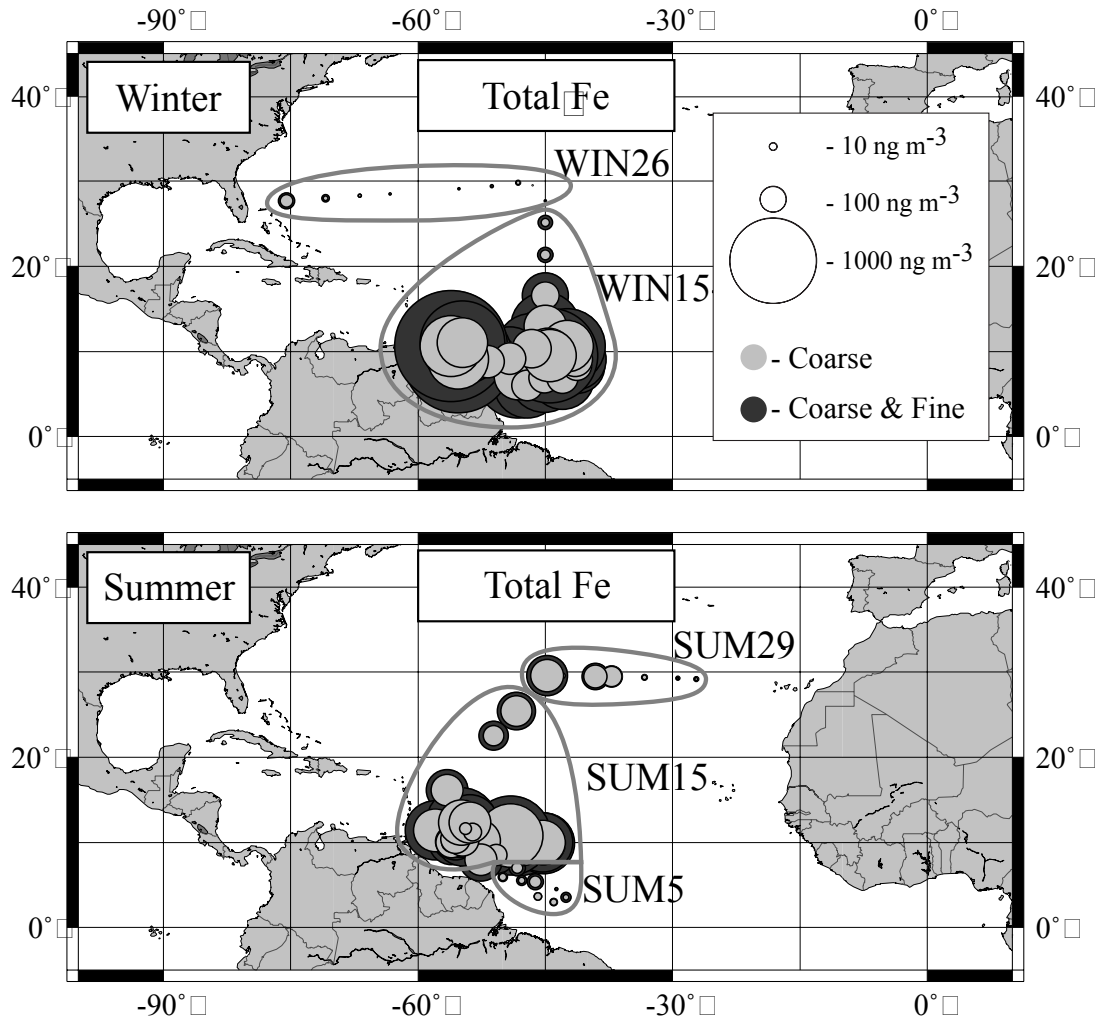 -90°□ -60°□ -30°□ 0°□
Winter
Total Fe
40°□ 40°□
- 10 ng m⁻³
WIN26
- 100 ng m⁻³
- 1000 ng m⁻³
20°□ 20°□
WIN15
- Coarse
- Coarse & Fine
0°□ 0°□
Summer
Total Fe
40°□ 40°□
SUM29
20°□ 20°□
SUM15
SUM5
0°□ 0°□
-90°□ -60°□ -30°□ 0°□